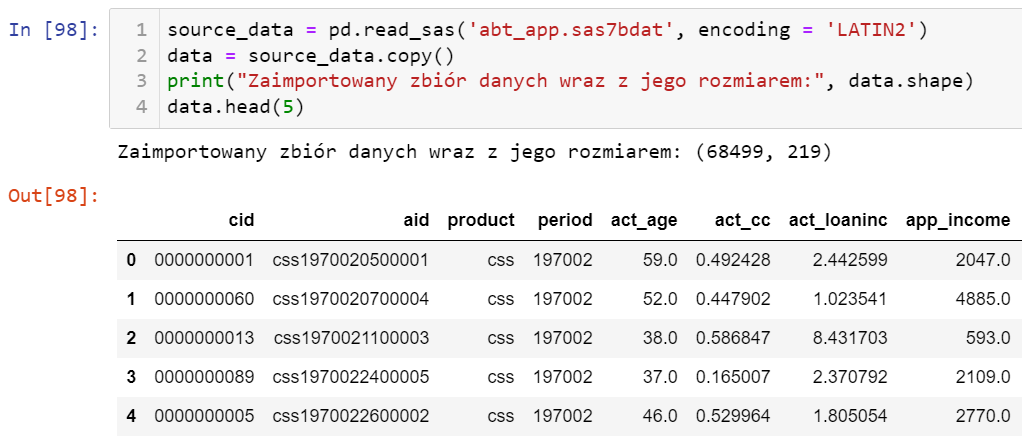 In [98]:
1 source_data = pd.read_sas('abt_app.sas7bdat', encoding = 'LATIN2')
2 data = source_data.copy()
3 print("Zaimportowany zbiór danych wraz z jego rozmiarem:", data.shape)
4 data.head(5)
Zaimportowany zbiór danych wraz z jego rozmiarem: (68499, 219)
Out[98]:
cid aid product period act_age act_cc act_loaninc app_income
0 0000000001 css1970020500001 css 197002 59.0 0.492428 2.442599 2047.0
1 0000000060 css1970020700004 css 197002 52.0 0.447902 1.023541 4885.0
2 0000000013 css1970021100003 css 197002 38.0 0.586847 8.431703 593.0
3 0000000089 css1970022400005 css 197002 37.0 0.165007 2.370792 2109.0
4 0000000005 css1970022600002 css 197002 46.0 0.529964 1.805054 2770.0